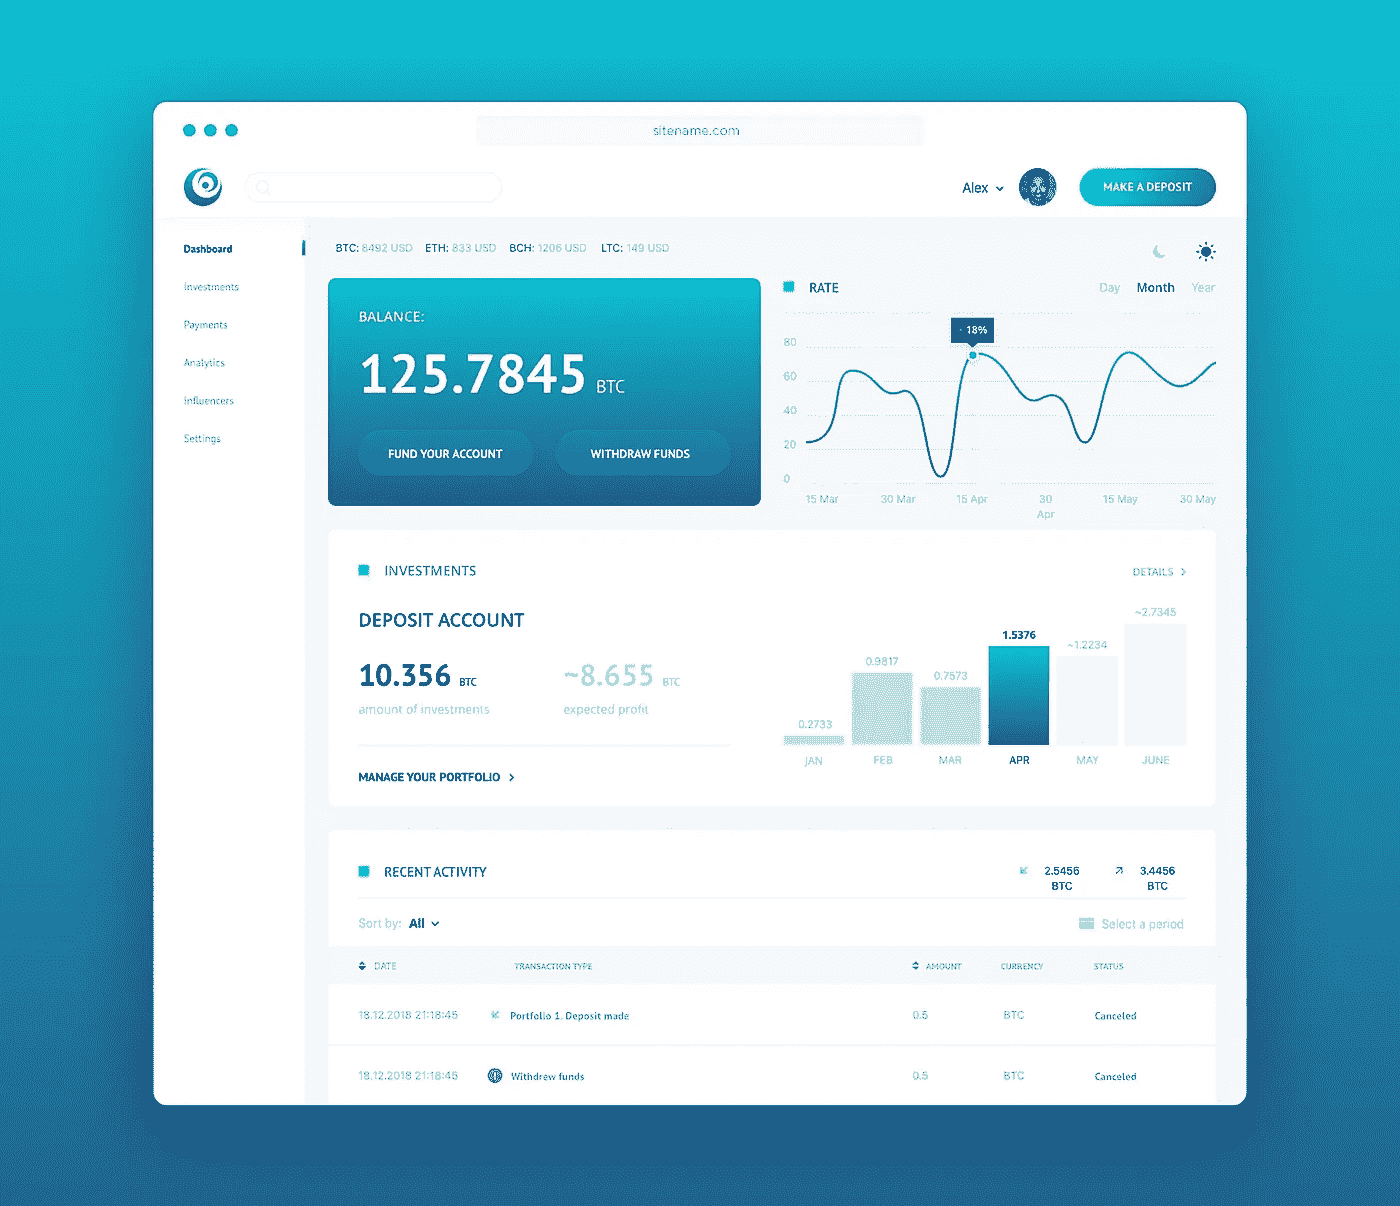 sitename.com
Alex
MAKE A DEPOSIT
Dashboard
Investments
Payments
Analytics
Influencers
Settings
BTC: 8492 USD ETH: 833 USD BCH: 1206 USD LTC: 149 USD
BALANCE:
125.7845 BTC
FUND YOUR ACCOUNT WITHDRAW FUNDS
RATE
Day Month Year
- 18%
80
60
40
20
0
15 Mar 30 Mar 15 Apr 30 Apr 15 May 30 May
INVESTMENTS
DETAILS
DEPOSIT ACCOUNT
10.356 BTC
amount of investments
~8.655 BTC
expected profit
MANAGE YOUR PORTFOLIO
0.2733 0.9817 0.7573 1.5376 ~1.2234 ~2.7345
JAN FEB MAR APR MAY JUNE
RECENT ACTIVITY
2.5456 BTC
3.4456 BTC
Sort by: All
Select a period
DATE TRANSACTION TYPE AMOUNT CURRENCY STATUS
18.12.2018 21:18:45 Portfolio 1. Deposit made 0.5 BTC Canceled
18.12.2018 21:18:45 Withdrew funds 0.5 BTC Canceled